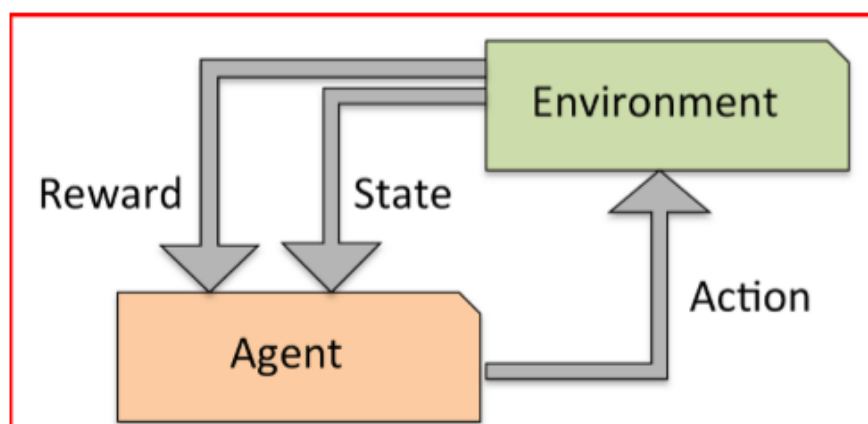 Environment
Reward
State
Action
Agent